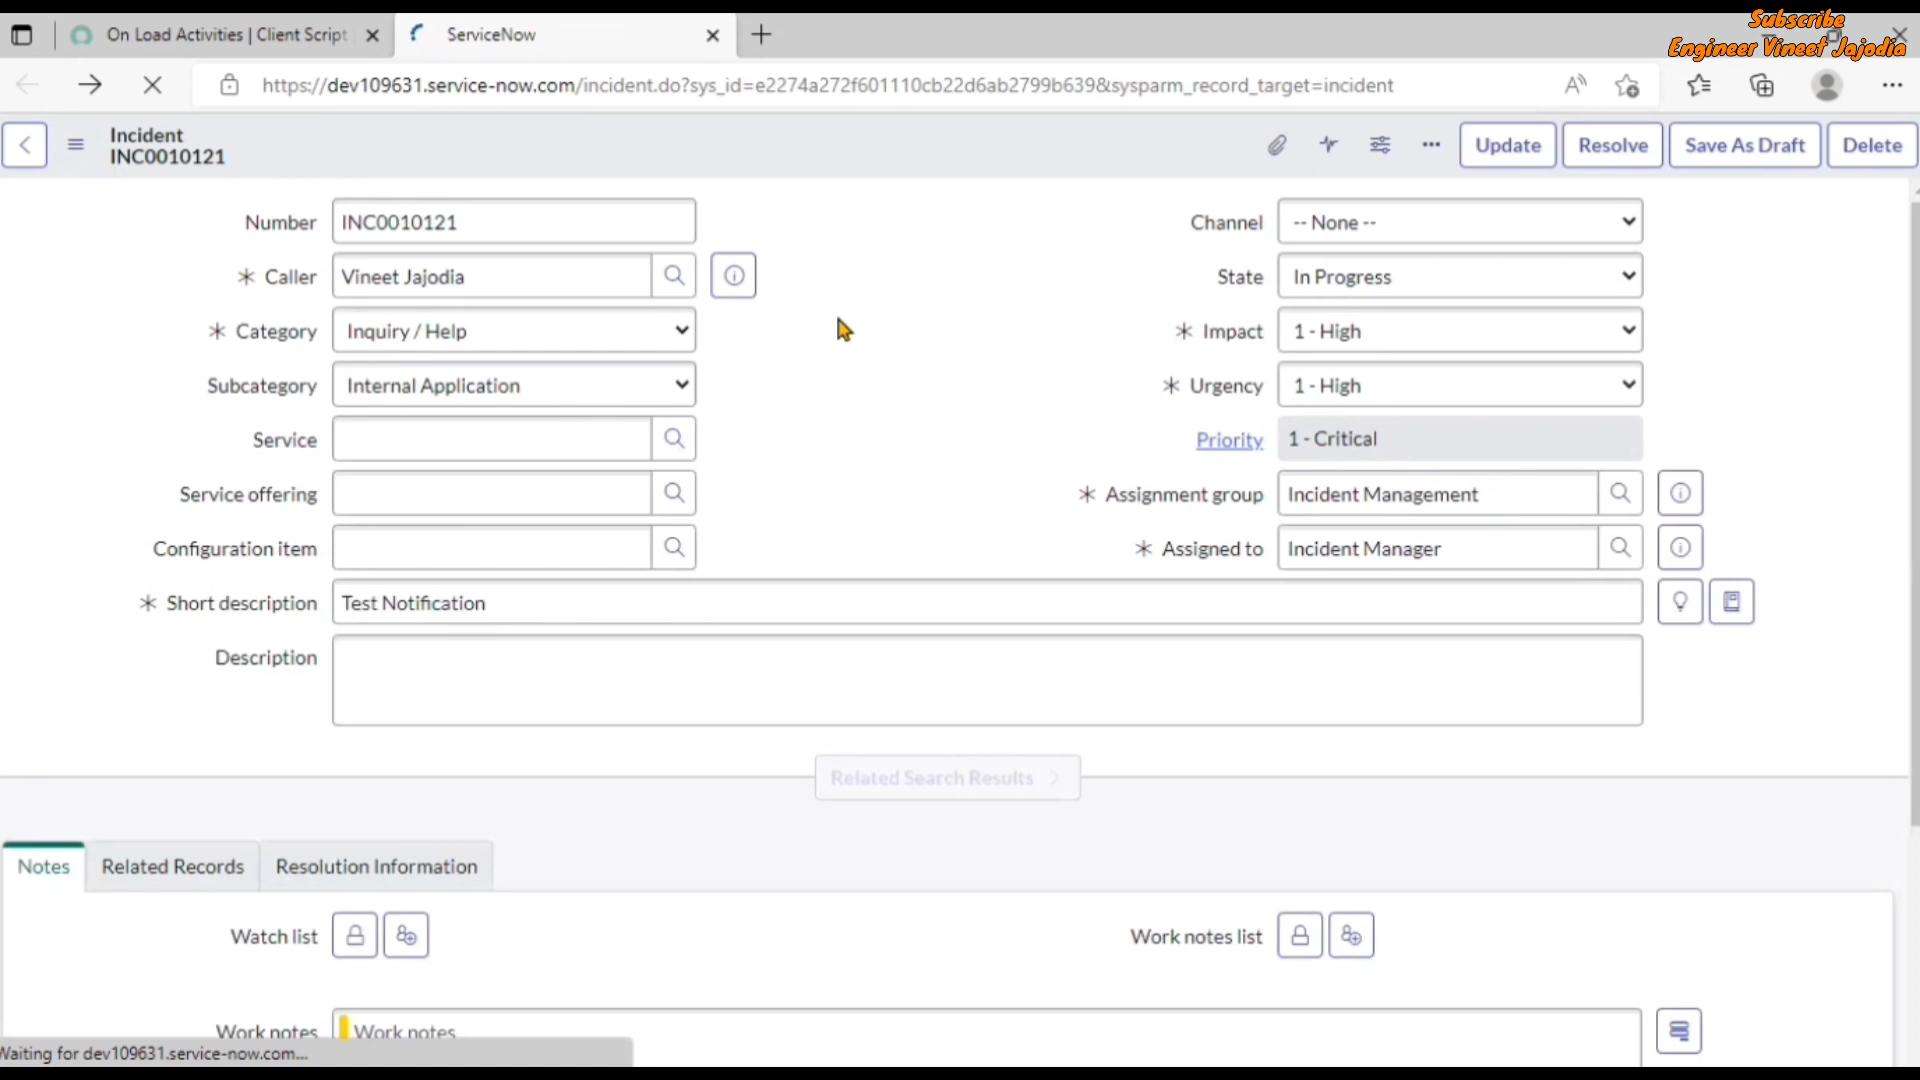 Subscribe
Engineer Vineet Jajodia
On Load Activities | Client Script
ServiceNow
https://dev109631.service-now.com/incident.do?sys_id=e2274a272f601110cb22d6ab2799b639&sysparm_record_target=incident
Incident
INC0010121
Update
Resolve
Save As Draft
Delete
Number INC0010121
Channel -- None --
Caller Vineet Jajodia
State In Progress
Category Inquiry / Help
Impact 1 - High
Subcategory Internal Application
Urgency 1 - High
Service
Priority 1 - Critical
Service offering
Assignment group Incident Management
Configuration item
Assigned to Incident Manager
Short description Test Notification
Description
Related Search Results
Notes
Related Records
Resolution Information
Watch list
Work notes list
Work notes Work notes
Waiting for dev109631.service-now.com...